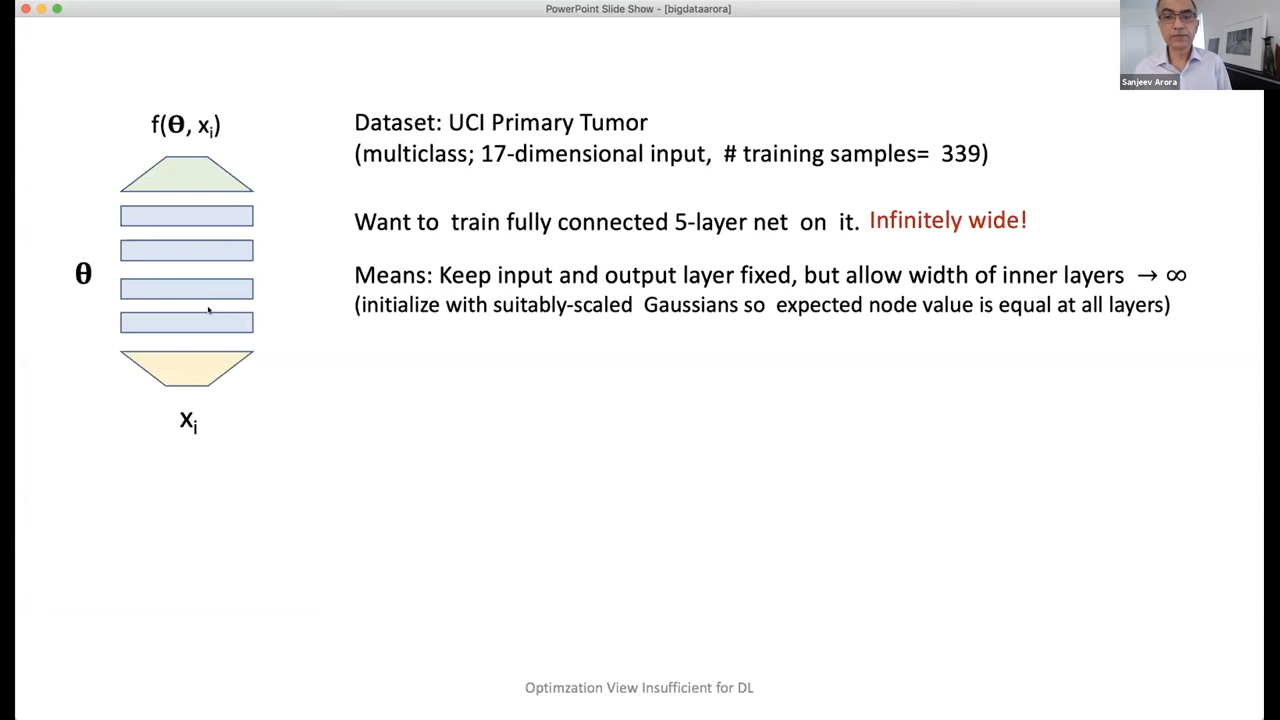 PowerPoint Slide Show - [bigdataarora]
Sanjeev Arora
f(θ, xi)
θ
xi
Dataset: UCI Primary Tumor
(multiclass; 17-dimensional input, # training samples= 339)
Want to train fully connected 5-layer net on it. Infinitely wide!
Means: Keep input and output layer fixed, but allow width of inner layers → ∞
(initialize with suitably-scaled Gaussians so expected node value is equal at all layers)
Optimzation View Insufficient for DL